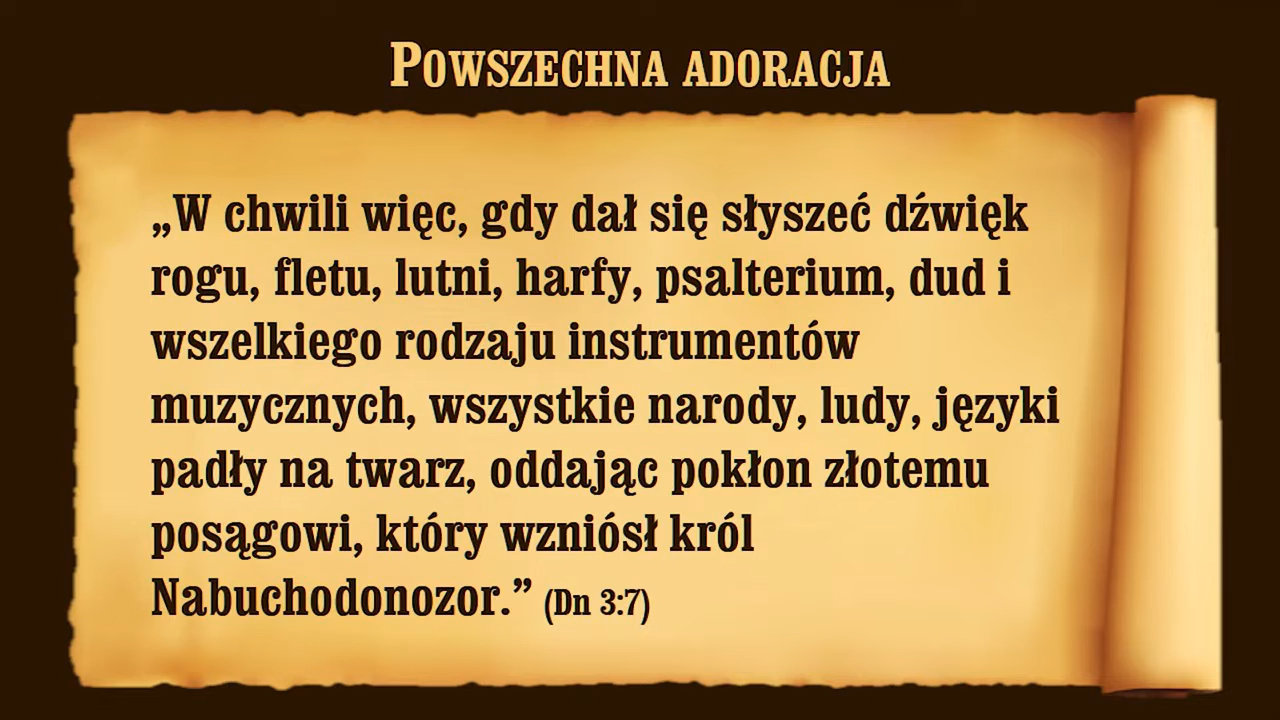 Powszechna adoracja
„W chwili więc, gdy dał się słyszeć dźwięk
rogu, fletu, lutni, harfy, psalterium, dud i
wszelkiego rodzaju instrumentów
muzycznych, wszystkie narody, ludy, języki
padły na twarz, oddając pokłon złotemu
posągowi, który wzniósł król
Nabuchodonozor.” (Dn 3:7)